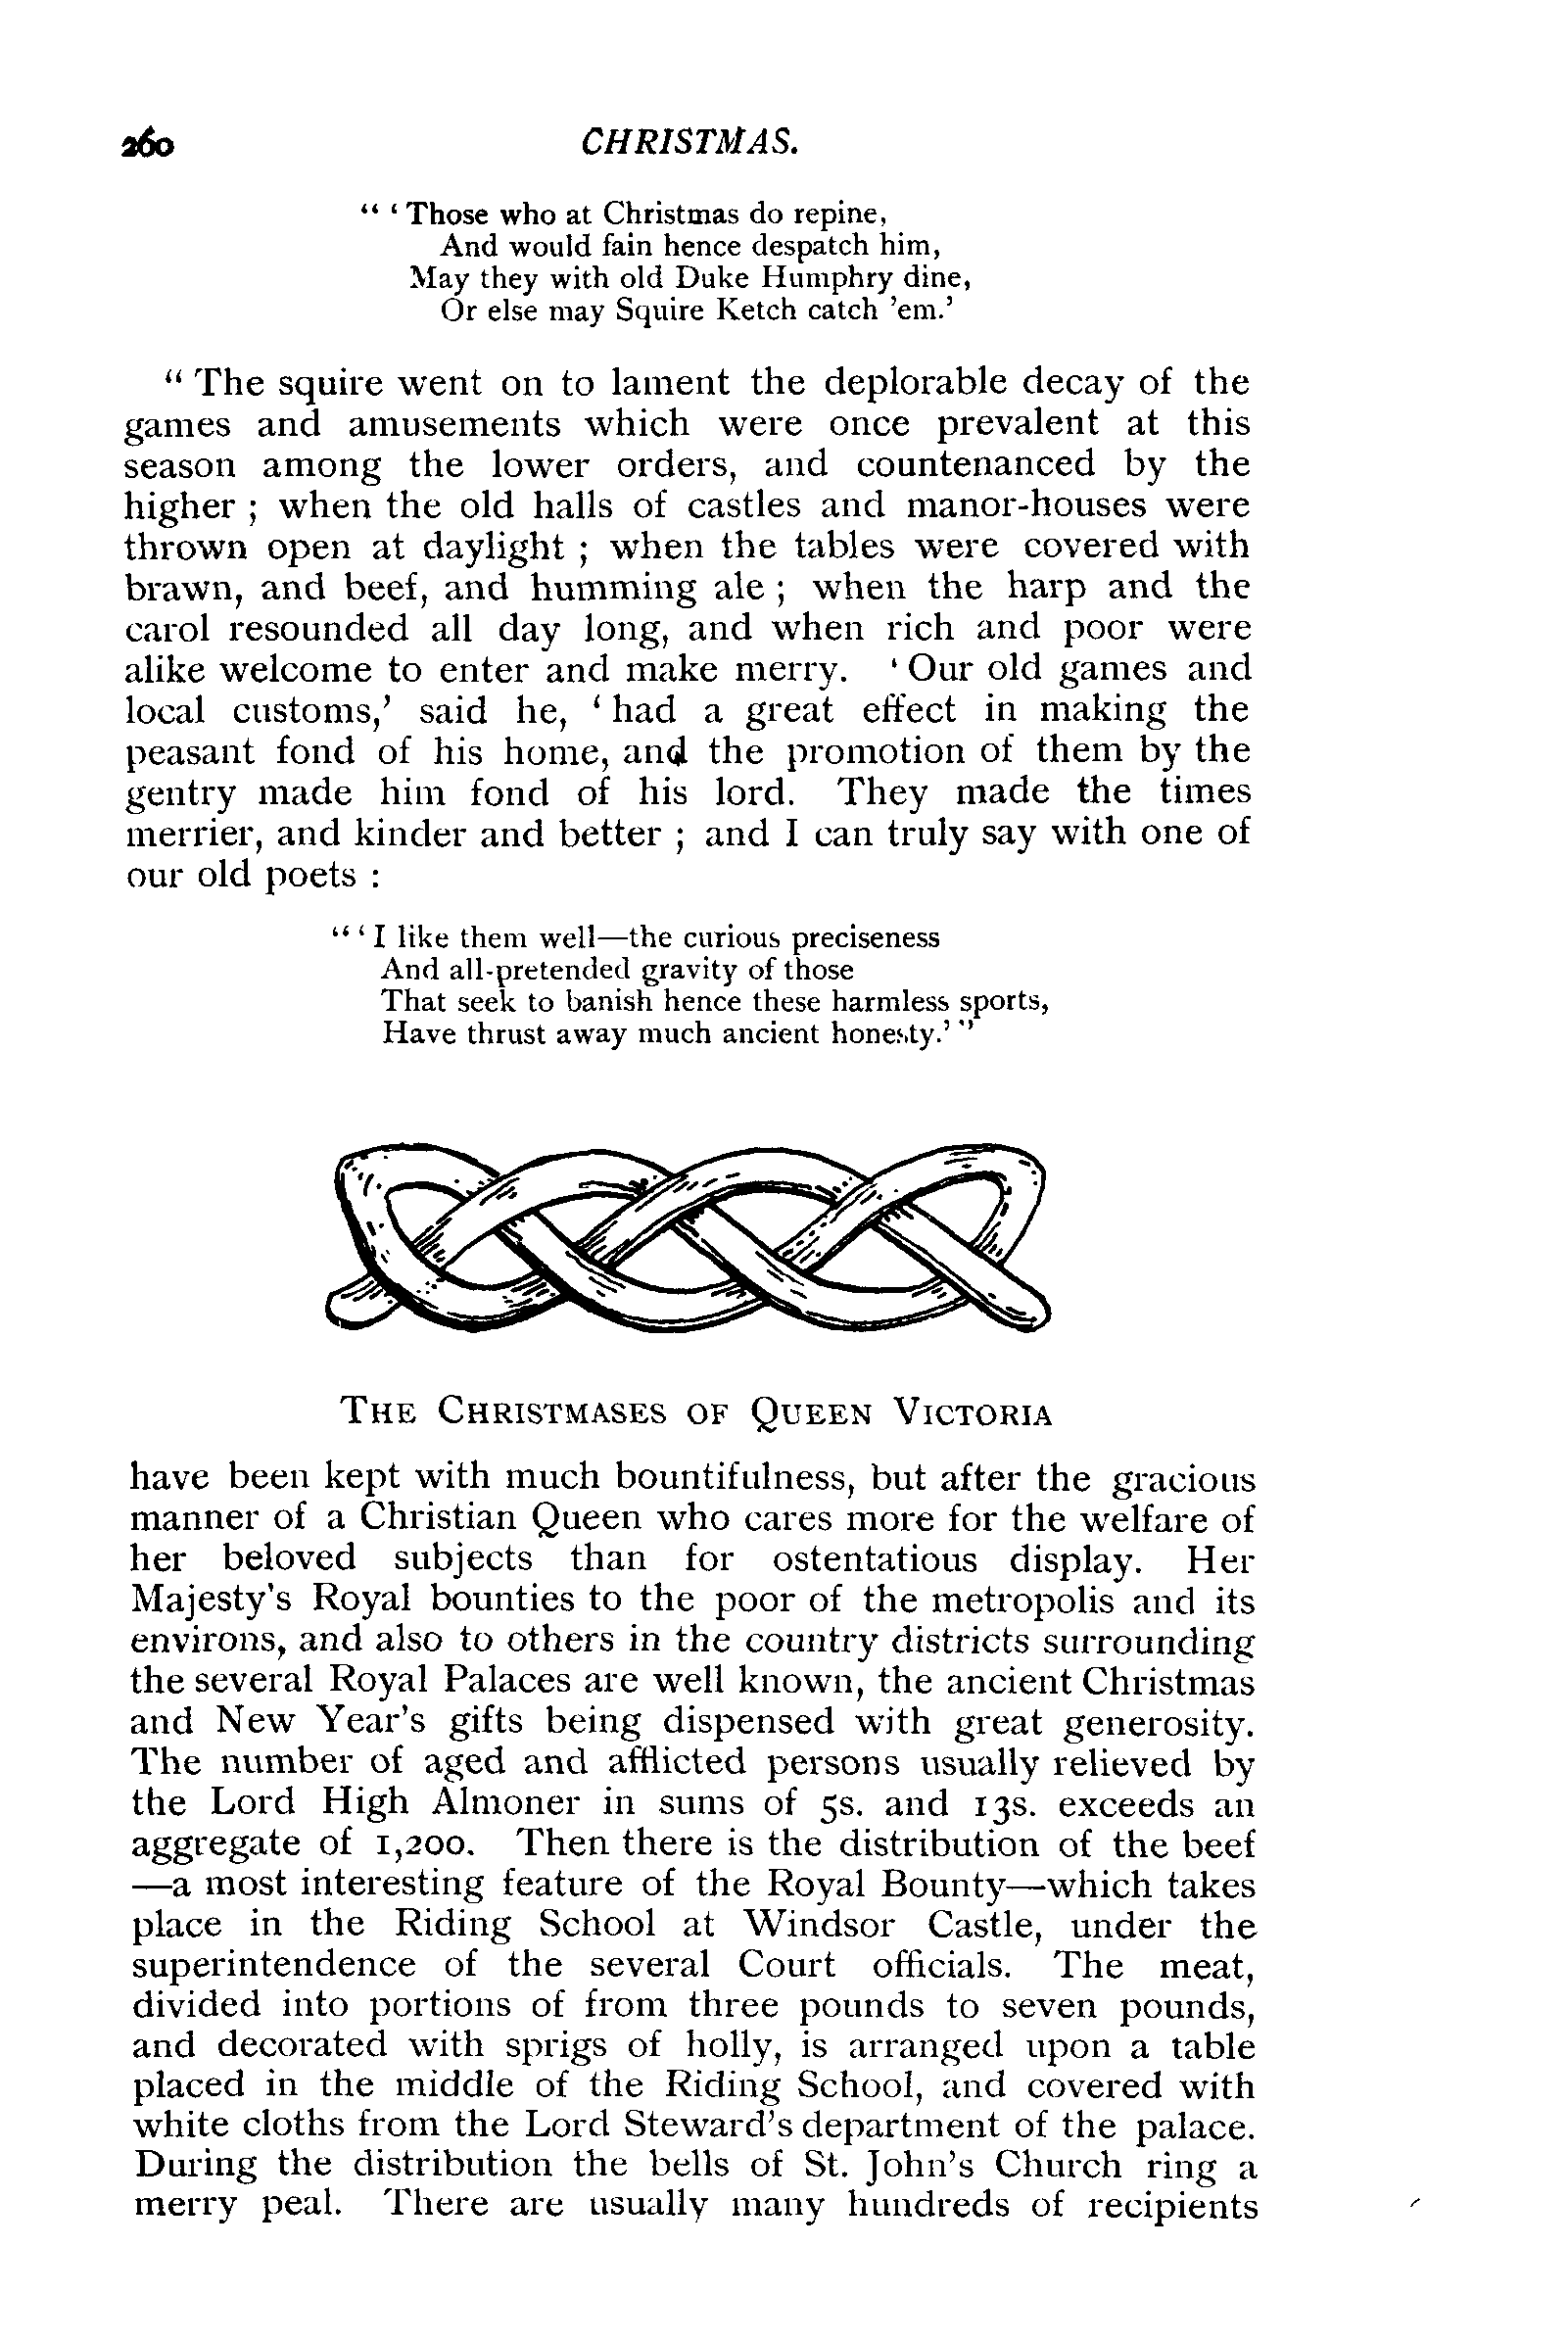 260 CHRISTMAS.
“ ‘ Those who at Christmas do repine,
And would fain hence despatch him,
May they with old Duke Humphry dine,
Or else may Squire Ketch catch ’em.’
“ The squire went on to lament the deplorable decay of the
games and amusements which were once prevalent at this
season among the lower orders, and countenanced by the
higher ; when the old halls of castles and manor-houses were
thrown open at daylight ; when the tables were covered with
brawn, and beef, and humming ale ; when the harp and the
carol resounded all day long, and when rich and poor were
alike welcome to enter and make merry. ‘ Our old games and
local customs,’ said he, ‘ had a great effect in making the
peasant fond of his home, and the promotion of them by the
gentry made him fond of his lord. They made the times
merrier, and kinder and better ; and I can truly say with one of
our old poets :
“ ‘ I like them well—the curious preciseness
And all-pretended gravity of those
That seek to banish hence these harmless sports,
Have thrust away much ancient honesty.’ ”
THE CHRISTMASES OF QUEEN VICTORIA
have been kept with much bountifulness, but after the gracious
manner of a Christian Queen who cares more for the welfare of
her beloved subjects than for ostentatious display. Her
Majesty's Royal bounties to the poor of the metropolis and its
environs, and also to others in the country districts surrounding
the several Royal Palaces are well known, the ancient Christmas
and New Year’s gifts being dispensed with great generosity.
The number of aged and afflicted persons usually relieved by
the Lord High Almoner in sums of 5s. and 13s. exceeds an
aggregate of 1,200. Then there is the distribution of the beef
—a most interesting feature of the Royal Bounty—which takes
place in the Riding School at Windsor Castle, under the
superintendence of the several Court officials. The meat,
divided into portions of from three pounds to seven pounds,
and decorated with sprigs of holly, is arranged upon a table
placed in the middle of the Riding School, and covered with
white cloths from the Lord Steward’s department of the palace.
During the distribution the bells of St. John’s Church ring a
merry peal. There are usually many hundreds of recipients